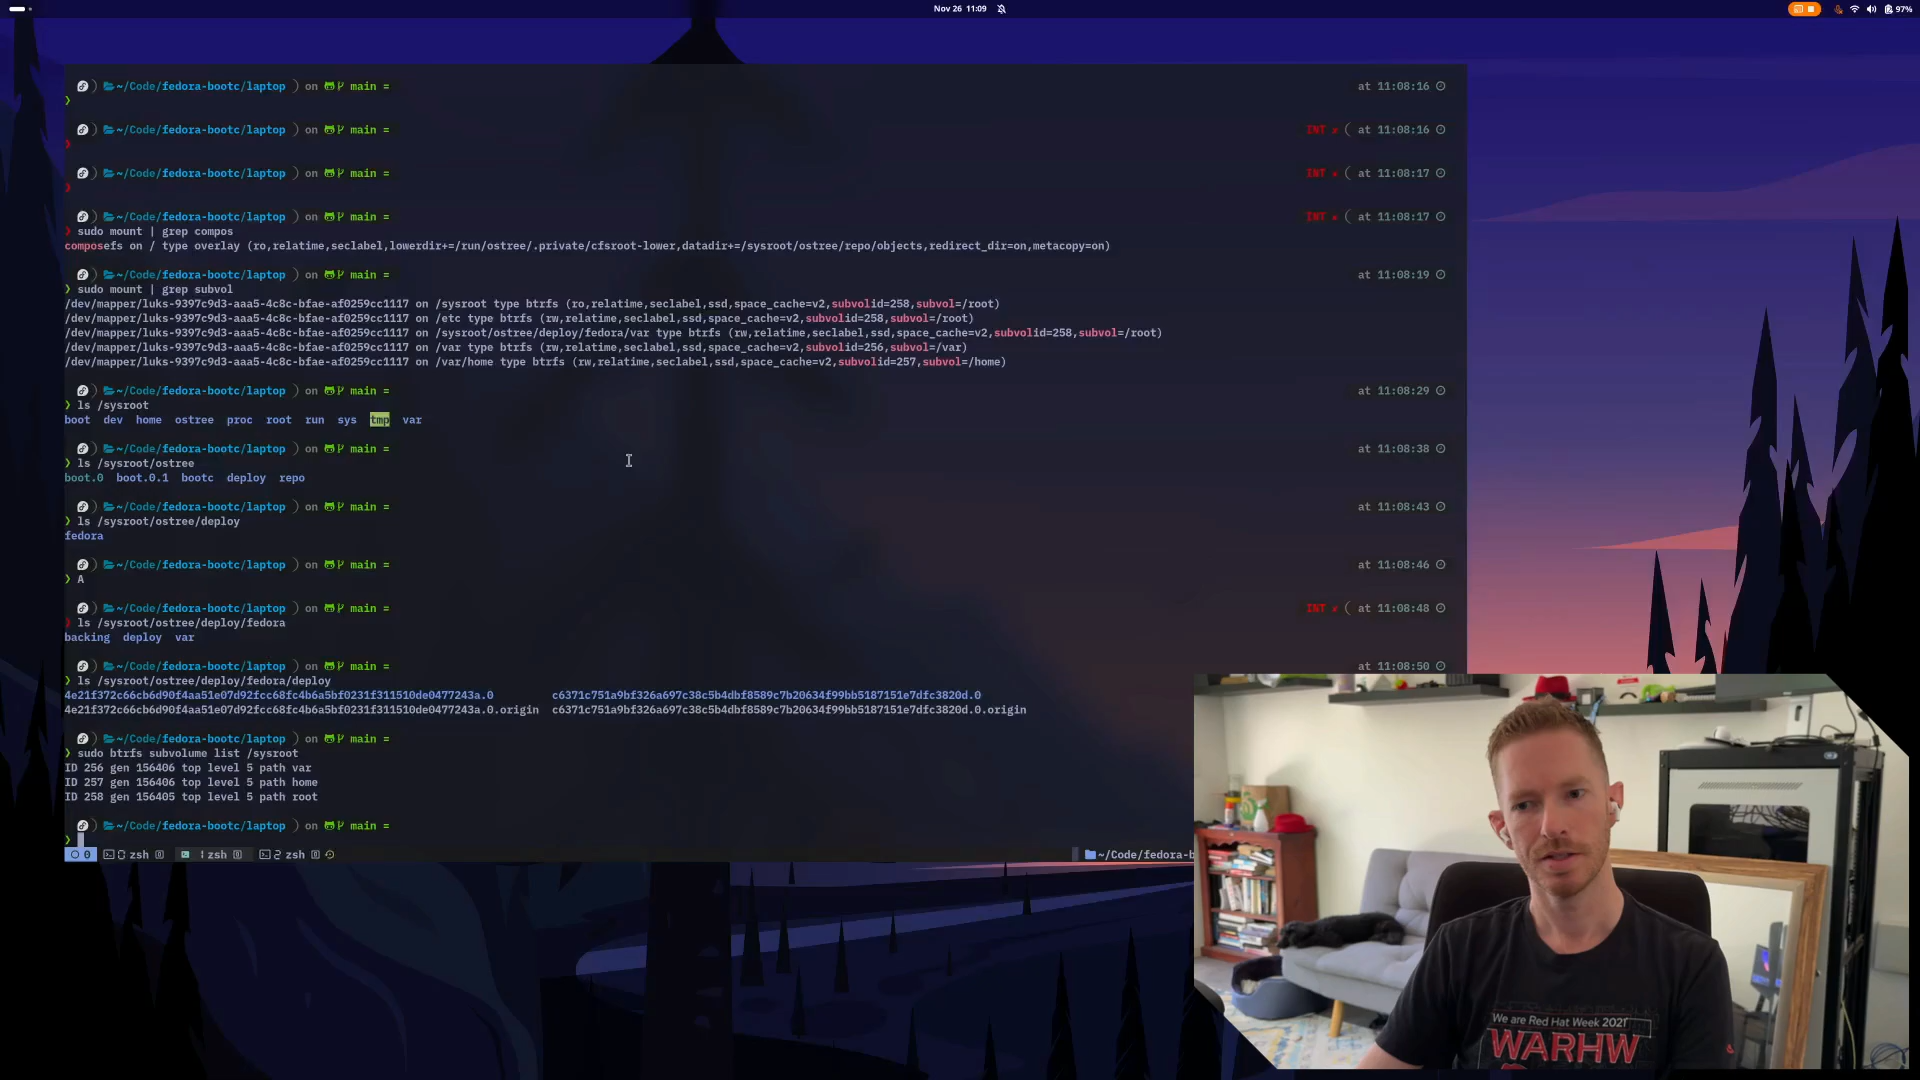 Nov 26 11:09
97%
~/Code/fedora-bootc/laptop ) on main = at 11:08:16
❯
~/Code/fedora-bootc/laptop ) on main = INT ✗ ( at 11:08:16
❯
~/Code/fedora-bootc/laptop ) on main = INT ✗ ( at 11:08:17
❯
~/Code/fedora-bootc/laptop ) on main = INT ✗ ( at 11:08:17
❯ sudo mount | grep compos
composefs on / type overlay (ro,relatime,seclabel,lowerdir+=/run/ostree/.private/cfsroot-lower,datadir+=/sysroot/ostree/repo/objects,redirect_dir=on,metacopy=on)
~/Code/fedora-bootc/laptop ) on main = at 11:08:19
❯ sudo mount | grep subvol
/dev/mapper/luks-9397c9d3-aaa5-4c8c-bfae-af0259cc1117 on /sysroot type btrfs (ro,relatime,seclabel,ssd,space_cache=v2,subvolid=258,subvol=/root)
/dev/mapper/luks-9397c9d3-aaa5-4c8c-bfae-af0259cc1117 on /etc type btrfs (rw,relatime,seclabel,ssd,space_cache=v2,subvolid=258,subvol=/root)
/dev/mapper/luks-9397c9d3-aaa5-4c8c-bfae-af0259cc1117 on /sysroot/ostree/deploy/fedora/var type btrfs (rw,relatime,seclabel,ssd,space_cache=v2,subvolid=258,subvol=/root)
/dev/mapper/luks-9397c9d3-aaa5-4c8c-bfae-af0259cc1117 on /var type btrfs (rw,relatime,seclabel,ssd,space_cache=v2,subvolid=256,subvol=/var)
/dev/mapper/luks-9397c9d3-aaa5-4c8c-bfae-af0259cc1117 on /var/home type btrfs (rw,relatime,seclabel,ssd,space_cache=v2,subvolid=257,subvol=/home)
~/Code/fedora-bootc/laptop ) on main = at 11:08:29
❯ ls /sysroot
boot dev home ostree proc root run sys tmp var
~/Code/fedora-bootc/laptop ) on main = at 11:08:38
❯ ls /sysroot/ostree
boot.0 boot.0.1 bootc deploy repo
~/Code/fedora-bootc/laptop ) on main = at 11:08:43
❯ ls /sysroot/ostree/deploy
fedora
~/Code/fedora-bootc/laptop ) on main = at 11:08:46
❯ A
~/Code/fedora-bootc/laptop ) on main = INT ✗ ( at 11:08:48
❯ ls /sysroot/ostree/deploy/fedora
backing deploy var
~/Code/fedora-bootc/laptop ) on main = at 11:08:50
❯ ls /sysroot/ostree/deploy/fedora/deploy
4e21f372c66cb6d90f4aa51e07d92fcc68fc4b6a5bf0231f311510de0477243a.0 c6371c751a9bf326a697c38c5b4dbf8589c7b20634f99bb5187151e7dfc3820d.0
4e21f372c66cb6d90f4aa51e07d92fcc68fc4b6a5bf0231f311510de0477243a.0.origin c6371c751a9bf326a697c38c5b4dbf8589c7b20634f99bb5187151e7dfc3820d.0.origin
~/Code/fedora-bootc/laptop ) on main =
❯ sudo btrfs subvolume list /sysroot
ID 256 gen 156406 top level 5 path var
ID 257 gen 156406 top level 5 path home
ID 258 gen 156405 top level 5 path root
~/Code/fedora-bootc/laptop ) on main =
❯
0 0 zsh 1 zsh 2 zsh ~/Code/fedora-b
We are Red Hat Week 2021
WARHW